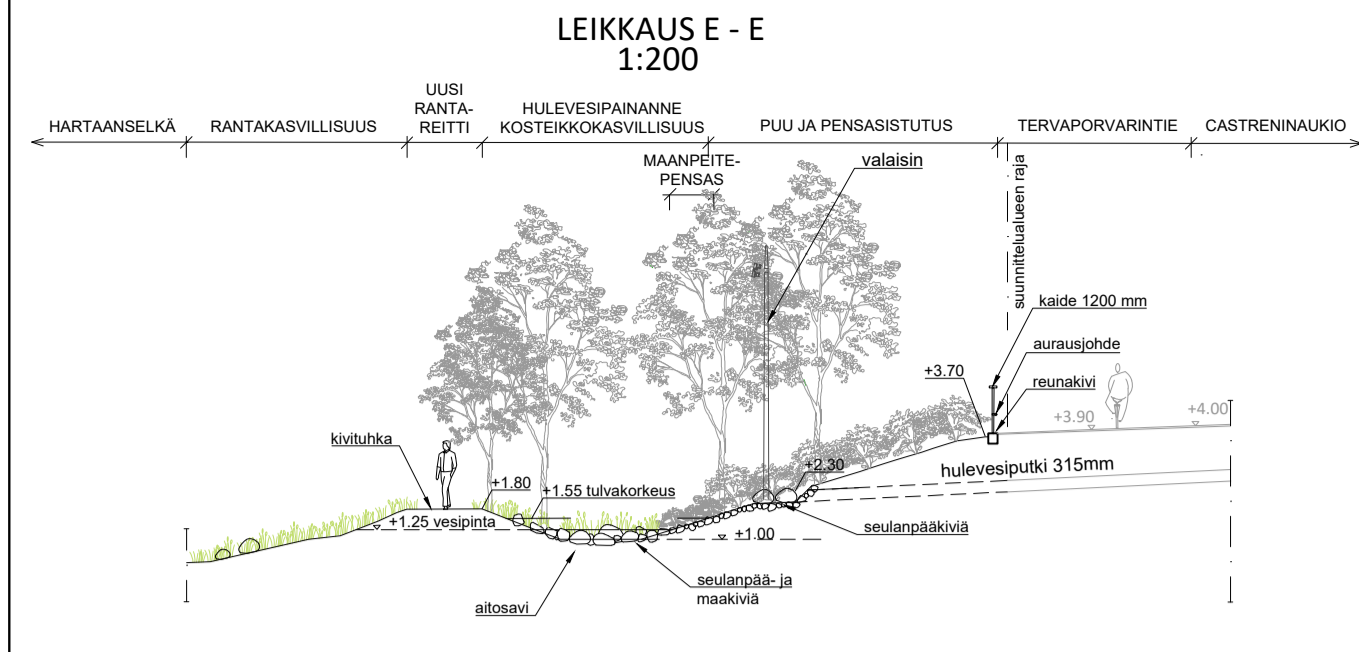 LEIKKAUS E - E
1:200
HARTAANSELKÄ
RANTAKASVILLISUUS
UUSI
RANTA-
REITTI
HULEVESIPAINANNE
KOSTEIKKOKASVILLISUUS
PUU JA PENSASISTUTUS
TERVAPORVARINTIE
CASTRENINAUKIO
MAANPEITE-
PENSAS
valaisin
suunnittelualueen raja
kaide 1200 mm
aurausjohde
+3.70
reunakivi
+3.90
+4.00
kivituhka
+2.30
hulevesiputki 315mm
+1.80
+1.55 tulvakorkeus
+1.25 vesipinta
+1.00
seulanpääkiviä
seulanpää- ja
maakiviä
aitosavi